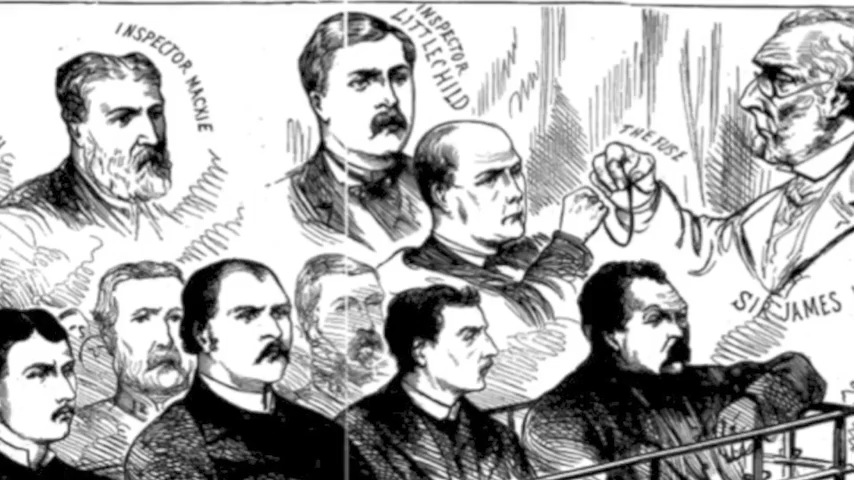 INSPECTOR MACKIE
INSPECTOR
LITTLECHILD
THE FUSE
SIR JAMES